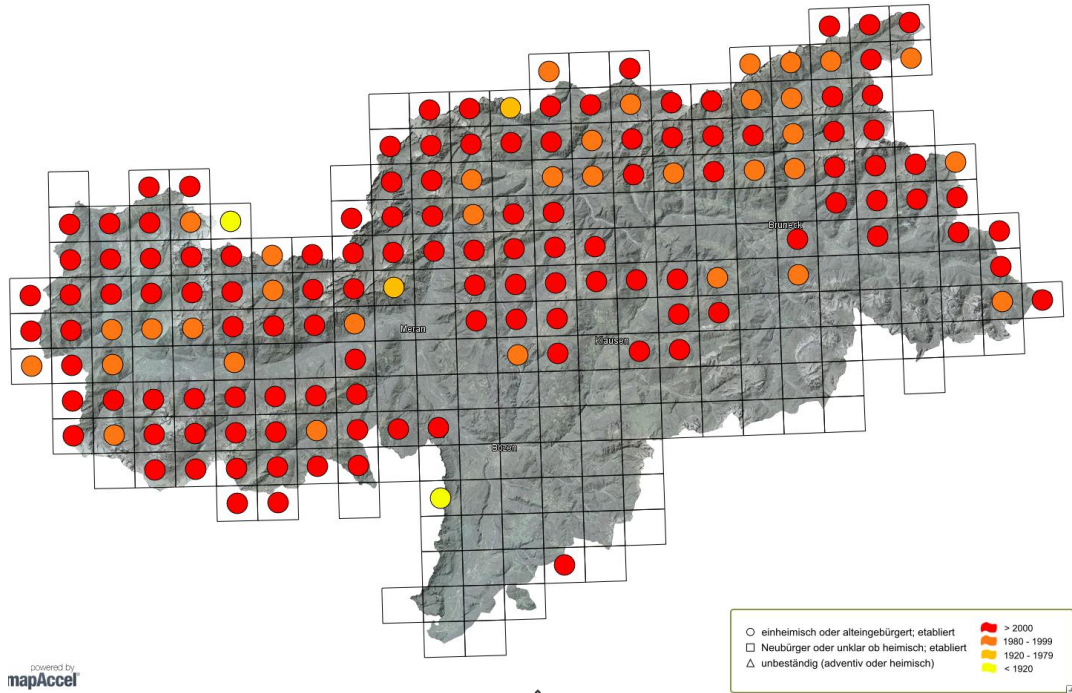 Bruneck
Meran
Klausen
Bozen
einheimisch oder alteingebürgert; etabliert
Neubürger oder unklar ob heimisch; etabliert
unbeständig (adventiv oder heimisch)
> 2000
1980 - 1999
1920 - 1979
< 1920
powered by
mapAccel®